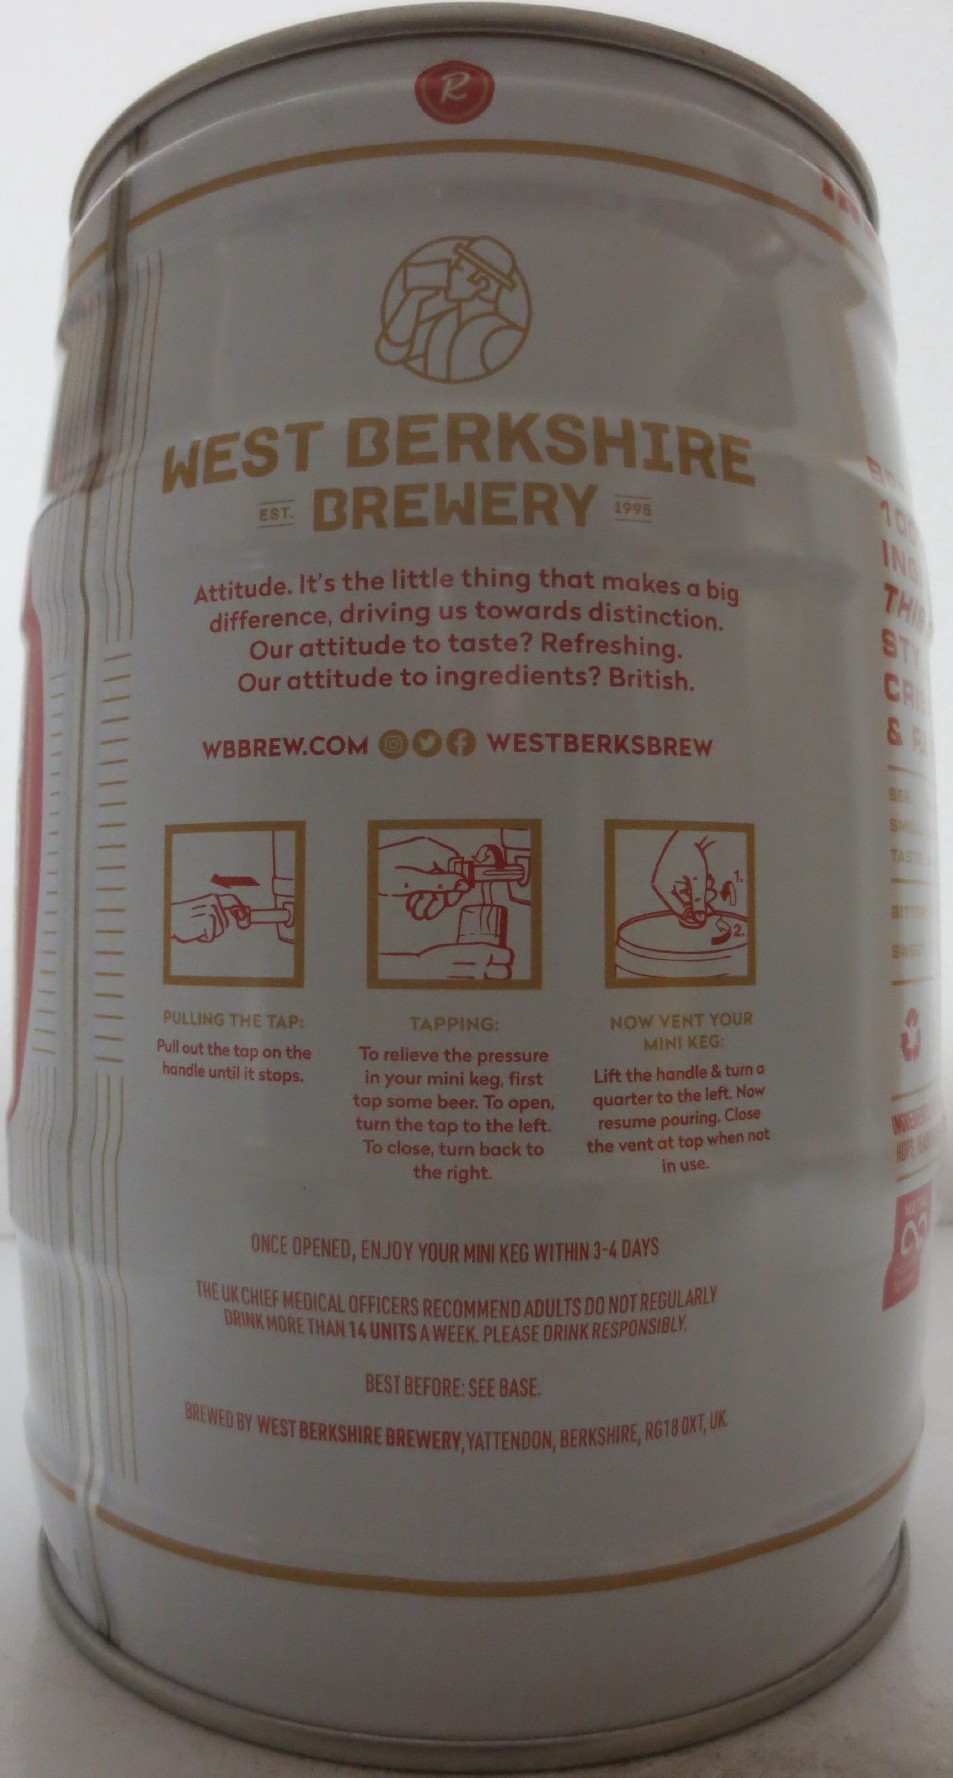 R
WEST BERKSHIRE
EST. BREWERY 1995
Attitude. It's the little thing that makes a big
difference, driving us towards distinction.
Our attitude to taste? Refreshing.
Our attitude to ingredients? British.
WBBREW.COM WESTBERKSBREW
1.
2.
PULLING THE TAP:
Pull out the tap on the
handle until it stops.
TAPPING:
To relieve the pressure
in your mini keg, first
tap some beer. To open,
turn the tap to the left.
To close, turn back to
the right.
NOW VENT YOUR
MINI KEG:
Lift the handle & turn a
quarter to the left. Now
resume pouring. Close
the vent at top when not
in use.
ONCE OPENED, ENJOY YOUR MINI KEG WITHIN 3-4 DAYS
THE UK CHIEF MEDICAL OFFICERS RECOMMEND ADULTS DO NOT REGULARLY
DRINK MORE THAN 14 UNITS A WEEK. PLEASE DRINK RESPONSIBLY.
BEST BEFORE: SEE BASE.
BREWED BY WEST BERKSHIRE BREWERY, YATTENDON, BERKSHIRE, RG18 0XT, UK.
&
METAL